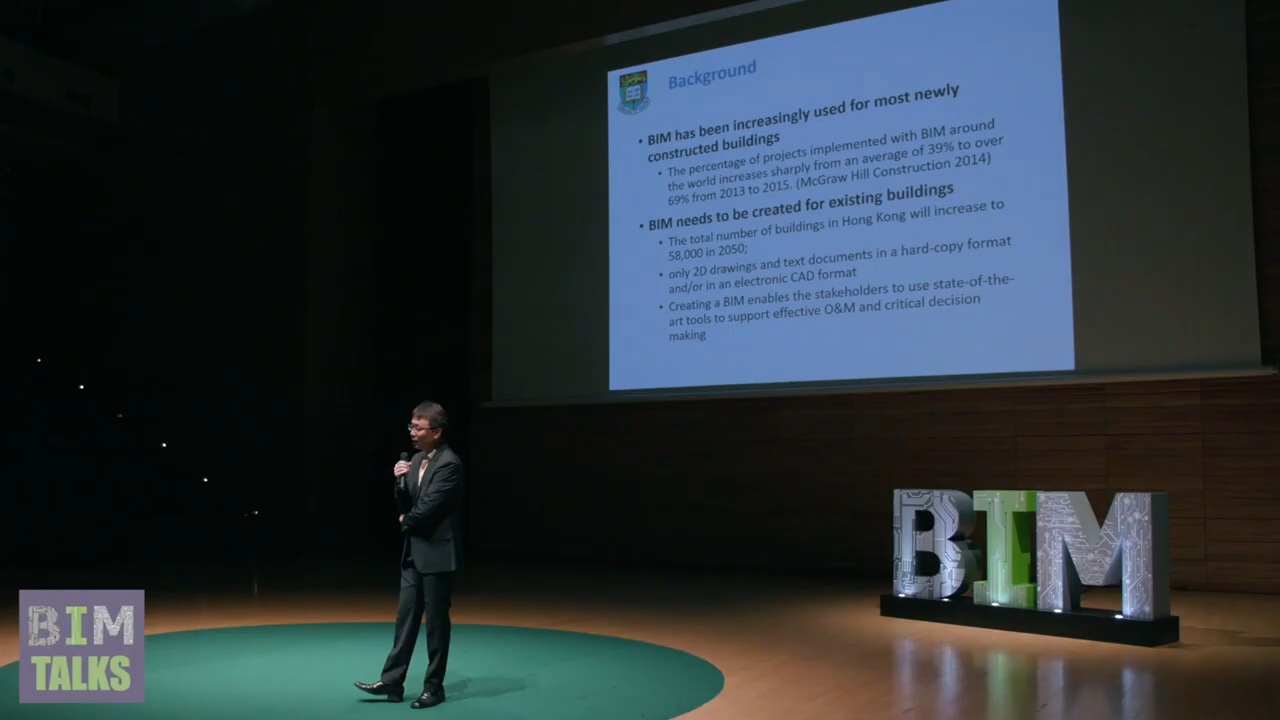 Background
• BIM has been increasingly used for most newly
constructed buildings
• The percentage of projects implemented with BIM around
the world increases sharply from an average of 39% to over
69% from 2013 to 2015. (McGraw Hill Construction 2014)
• BIM needs to be created for existing buildings
• The total number of buildings in Hong Kong will increase to
58,000 in 2050;
• only 2D drawings and text documents in a hard-copy format
and/or in an electronic CAD format
• Creating a BIM enables the stakeholders to use state-of-the-
art tools to support effective O&M and critical decision
making
BIM
BIM
TALKS